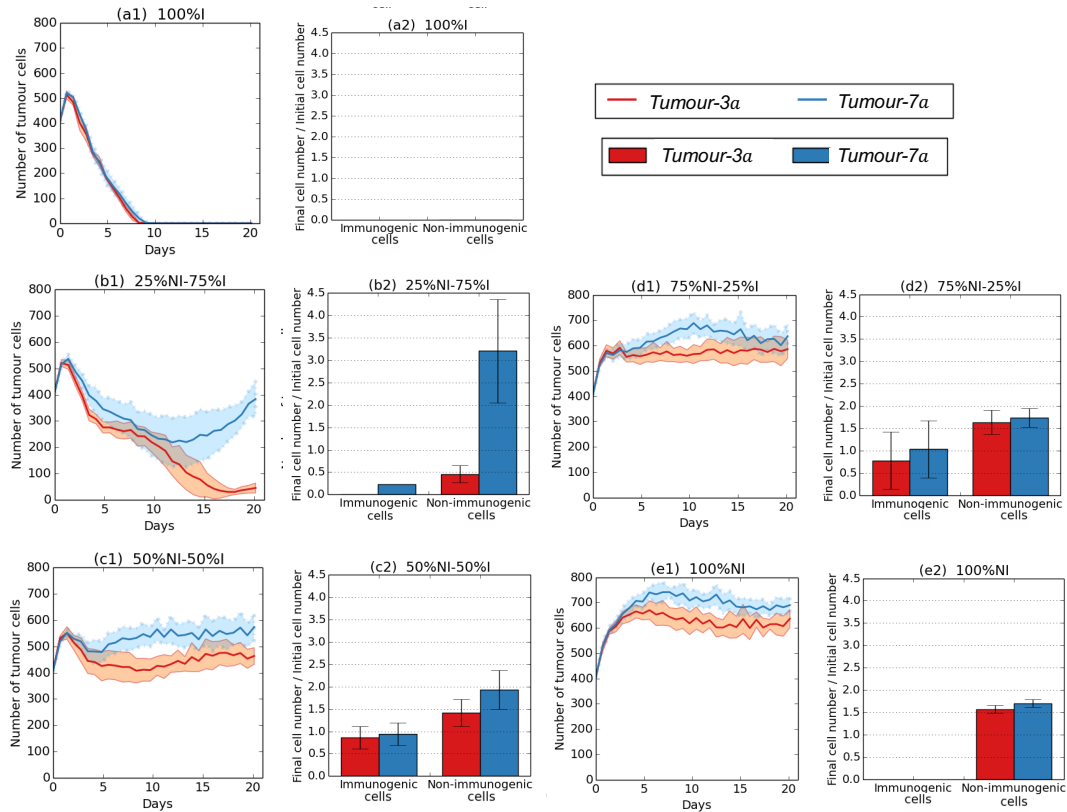 (a1) 100%I
Number of tumour cells
800
700
600
500
400
300
200
100
0
0 5 10 15 20
Days
(a2) 100%I
Final cell number / Initial cell number
4.5
4.0
3.5
3.0
2.5
2.0
1.5
1.0
0.5
0.0
Immunogenic cells
Non-immunogenic cells
Tumour-3a Tumour-7a
Tumour-3a Tumour-7a
(b1) 25%NI-75%I
Number of tumour cells
800
700
600
500
400
300
200
100
0
0 5 10 15 20
Days
(b2) 25%NI-75%I
Final cell number / Initial cell number
4.5
4.0
3.5
3.0
2.5
2.0
1.5
1.0
0.5
0.0
Immunogenic cells
Non-immunogenic cells
(d1) 75%NI-25%I
Number of tumour cells
800
700
600
500
400
300
200
100
0
0 5 10 15 20
Days
(d2) 75%NI-25%I
Final cell number / Initial cell number
4.5
4.0
3.5
3.0
2.5
2.0
1.5
1.0
0.5
0.0
Immunogenic cells
Non-immunogenic cells
(c1) 50%NI-50%I
Number of tumour cells
800
700
600
500
400
300
200
100
0
0 5 10 15 20
Days
(c2) 50%NI-50%I
Final cell number / Initial cell number
4.5
4.0
3.5
3.0
2.5
2.0
1.5
1.0
0.5
0.0
Immunogenic cells
Non-immunogenic cells
(e1) 100%NI
Number of tumour cells
800
700
600
500
400
300
200
100
0
0 5 10 15 20
Days
(e2) 100%NI
Final cell number / Initial cell number
4.5
4.0
3.5
3.0
2.5
2.0
1.5
1.0
0.5
0.0
Immunogenic cells
Non-immunogenic cells